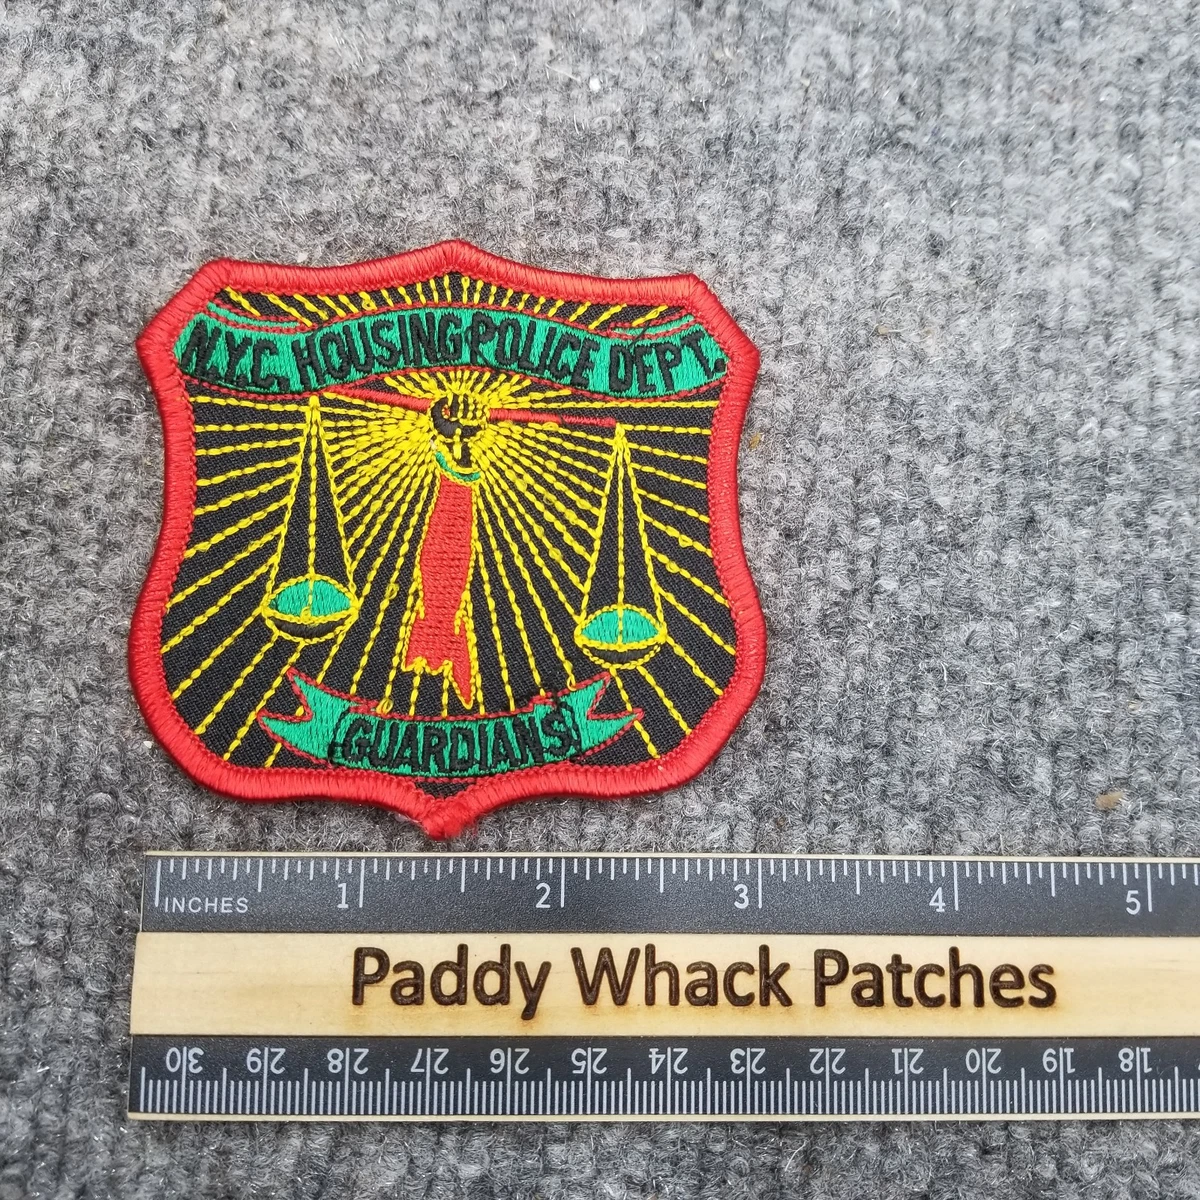 N.Y.C. HOUSING POLICE DEPT.
GUARDIANS
1 2 3 4 5
INCHES
Paddy Whack Patches
30 29 28 27 26 25 24 23 22 21 20 19 18